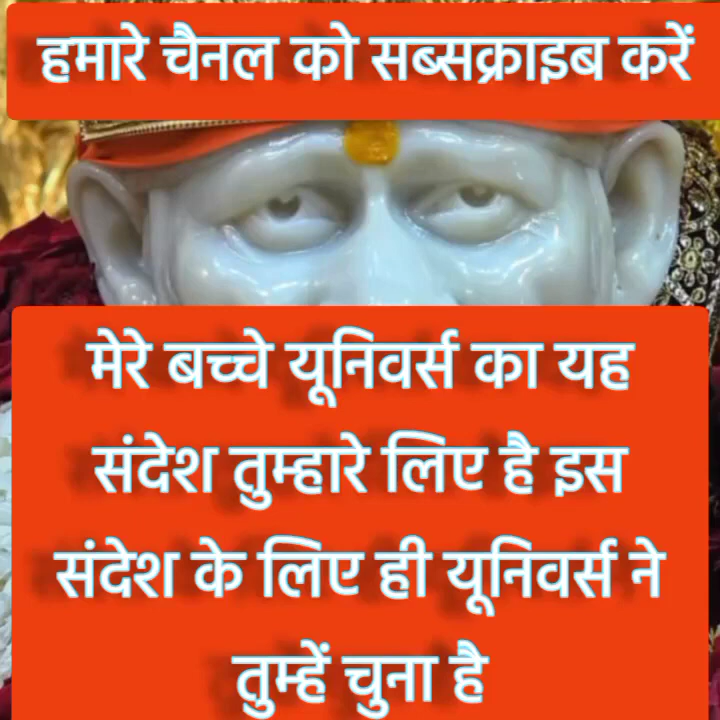 हमारे चैनल को सब्सक्राइब करें
मेरे बच्चे यूनिवर्स का यह
संदेश तुम्हारे लिए है इस
संदेश के लिए ही यूनिवर्स ने
तुम्हें चुना है